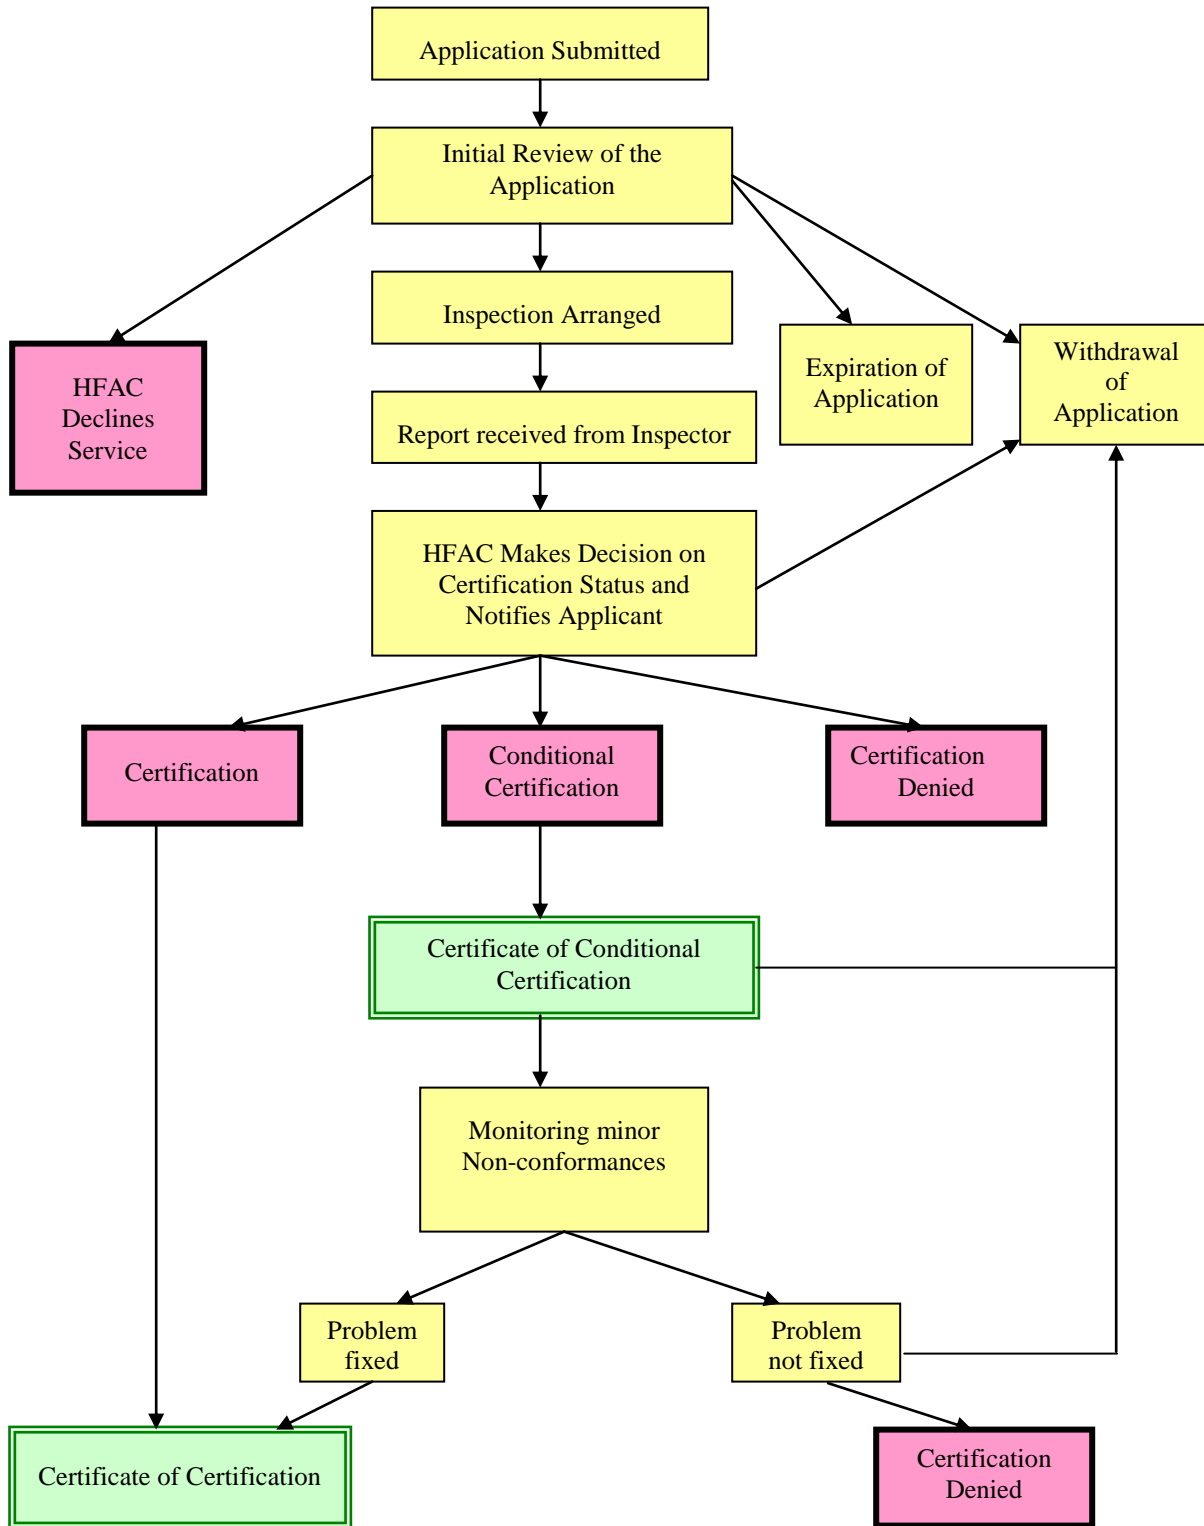 Application Submitted
Initial Review of the
Application
Inspection Arranged
Expiration of
Application
Withdrawal
of
Application
HFAC
Declines
Service
Report received from Inspector
HFAC Makes Decision on
Certification Status and
Notifies Applicant
Certification
Conditional
Certification
Certification
Denied
Certificate of Conditional
Certification
Monitoring minor
Non-conformances
Problem
fixed
Problem
not fixed
Certificate of Certification
Certification
Denied